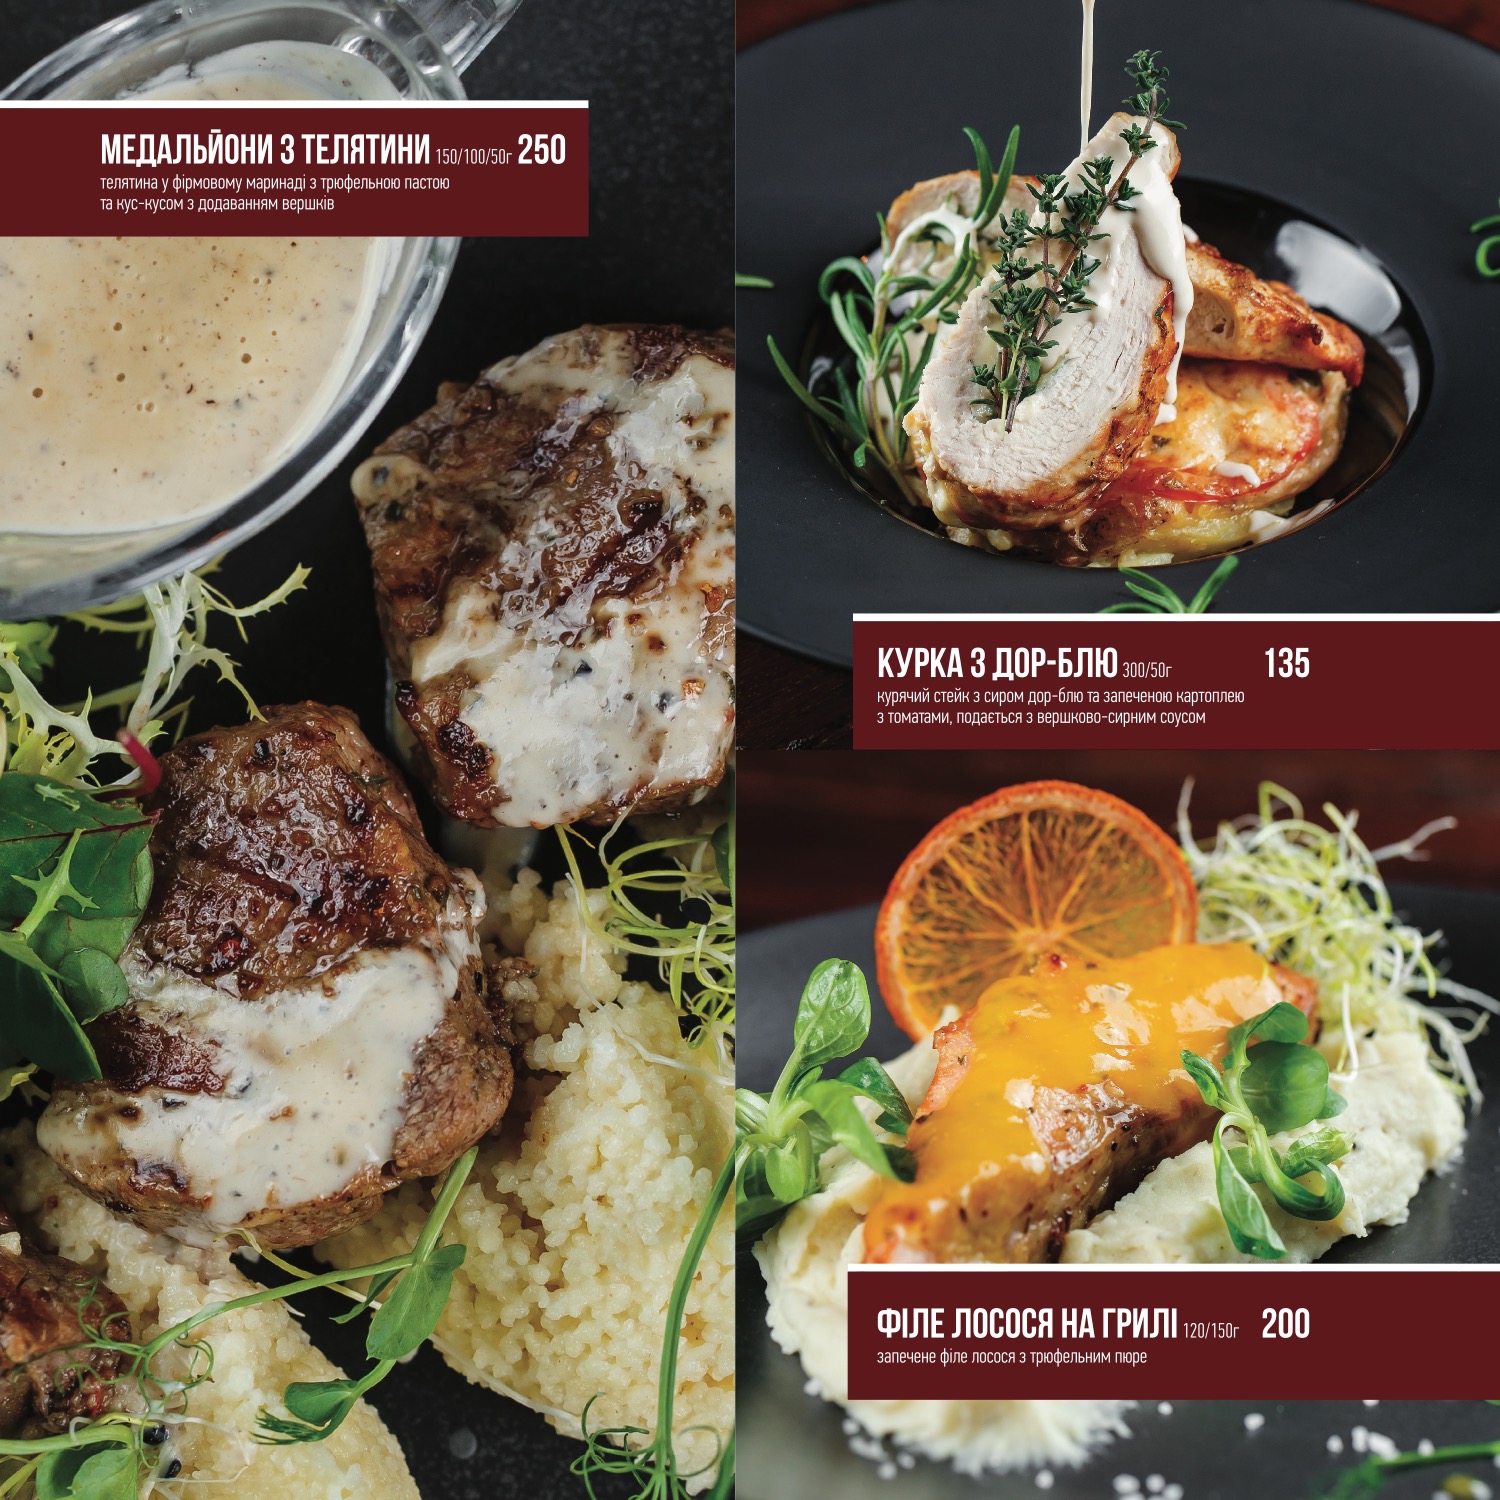 МЕДАЛЬЙОНИ З ТЕЛЯТИНИ 150/100/50г 250
телятина у фірмовому маринаді з трюфельною пастою
та кус-кусом з додаванням вершків
КУРКА З ДОР-БЛЮ 300/50г 135
курячий стейк з сиром дор-блю та запеченою картоплею
з томатами, подається з вершково-сирним соусом
ФІЛЕ ЛОСОСЯ НА ГРИЛІ 120/150г 200
запечене філе лосося з трюфельним пюре